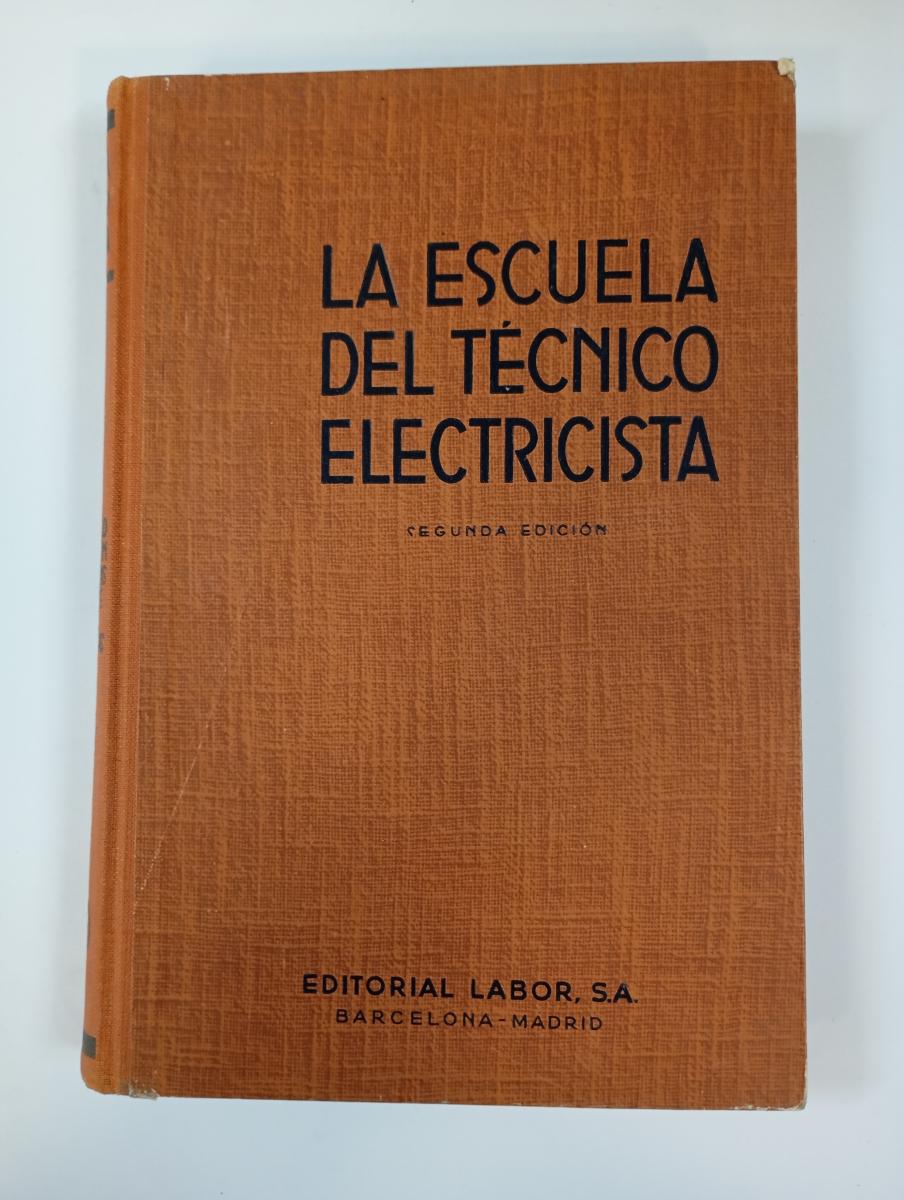 LA ESCUELA
DEL TÉCNICO
ELECTRICISTA
SEGUNDA EDICIÓN
EDITORIAL LABOR, S.A.
BARCELONA-MADRID